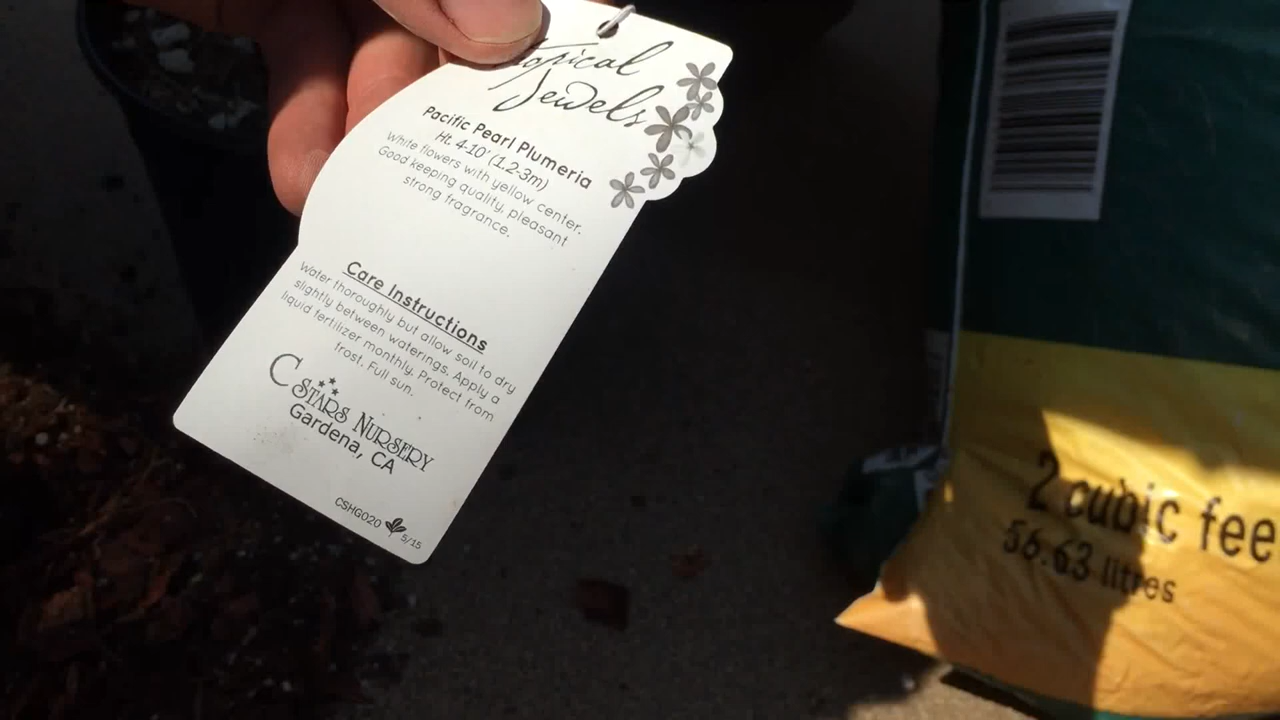 opical
Jewels
Pacific Pearl Plumeria
Ht. 4-10' (1.2-3m)
White flowers with yellow center.
Good keeping quality, pleasant
strong fragrance.
Care Instructions
Water thoroughly but allow soil to dry
slightly between waterings. Apply a
liquid fertilizer monthly. Protect from
frost. Full sun.
C STARS NURSERY
Gardena, CA
CSHG020 5/15
2 cubic fee
56.63 litres